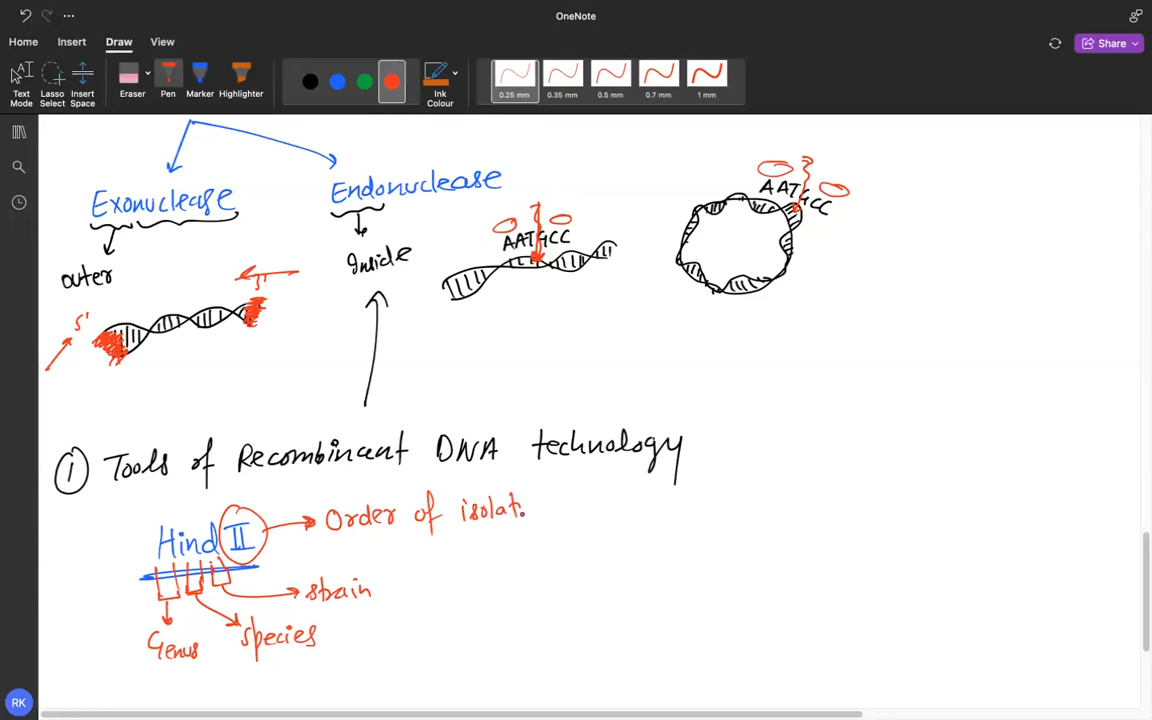 OneNote
Home Insert Draw View
Share
Text Mode
Lasso Select
Insert Space
Eraser
Pen
Marker
Highlighter
Ink Colour
0.25 mm
0.35 mm
0.5 mm
0.7 mm
1 mm
Exonuclease
Endonuclease
outer
Inside
AATGCC
AATGCC
5'
① Tools of Recombinant DNA technology
Hind II
Order of isolat
strain
Species
Genus
RK